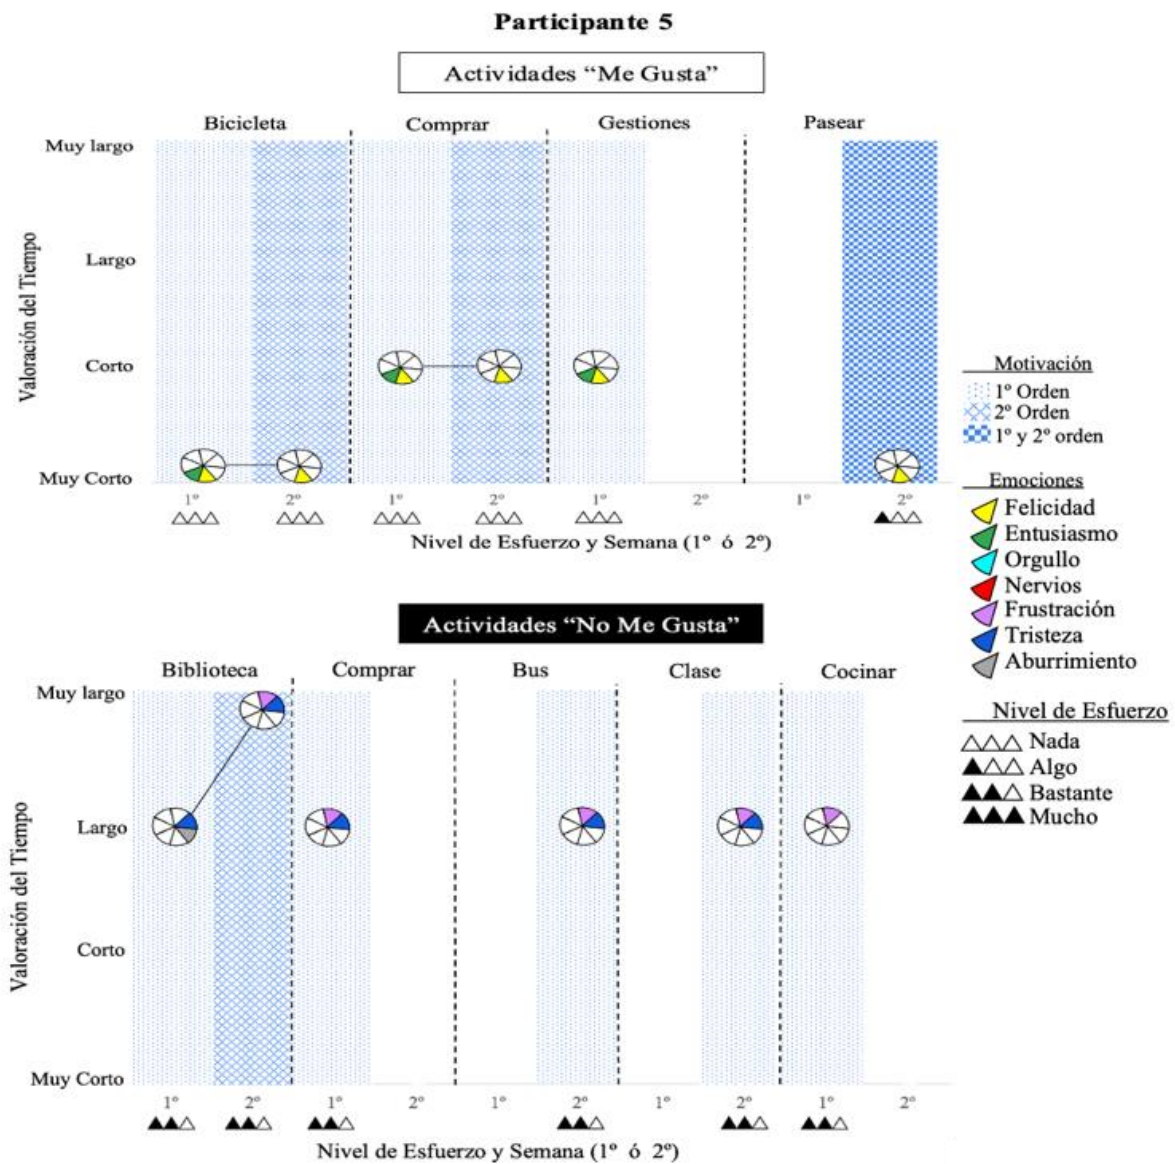 Participante 5
Actividades “Me Gusta”
Bicicleta Comprar Gestiones Pasear
Muy largo
Largo
Corto
Muy Corto
Valoración del Tiempo
1º 2º 1º 2º 1º 2º 1º 2º
Nivel de Esfuerzo y Semana (1º ó 2º)
Motivación
1º Orden
2º Orden
1º y 2º orden
Emociones
Felicidad
Entusiasmo
Orgullo
Nervios
Frustración
Tristeza
Aburrimiento
Nivel de Esfuerzo
Nada
Algo
Bastante
Mucho
Actividades “No Me Gusta”
Biblioteca Comprar Bus Clase Cocinar
Muy largo
Largo
Corto
Muy Corto
Valoración del Tiempo
1º 2º 1º 2º 1º 2º 1º 2º 1º 2º
Nivel de Esfuerzo y Semana (1º ó 2º)